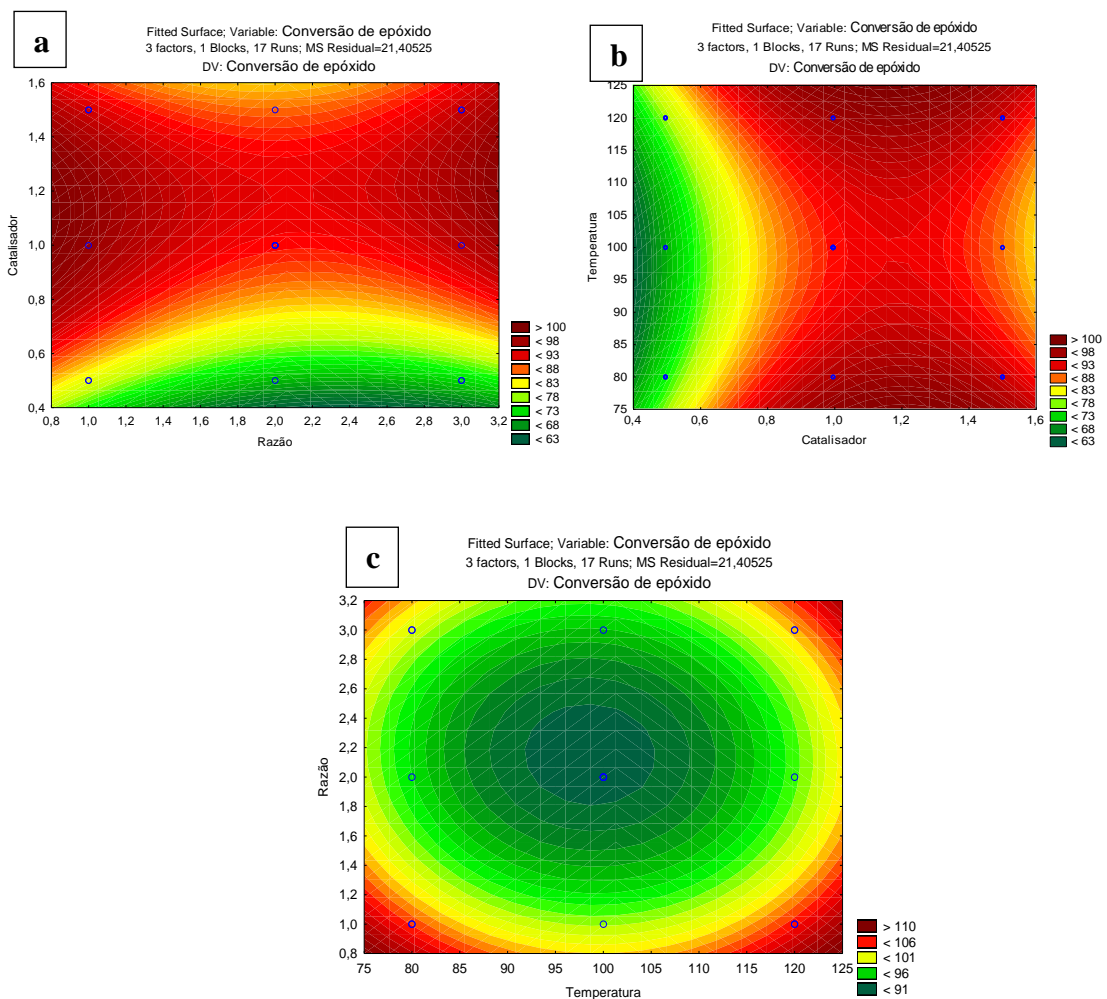 a
Fitted Surface; Variable: Conversão de epóxido
3 factors, 1 Blocks, 17 Runs; MS Residual=21,40525
DV: Conversão de epóxido
1,6
1,4
1,2
1,0
0,8
0,6
0,4
Catalisador
0,8 1,0 1,2 1,4 1,6 1,8 2,0 2,2 2,4 2,6 2,8 3,0 3,2
Razão
> 100
< 98
< 93
< 88
< 83
< 78
< 73
< 68
< 63
b
Fitted Surface; Variable: Conversão de epóxido
3 factors, 1 Blocks, 17 Runs; MS Residual=21,40525
DV: Conversão de epóxido
125
120
115
110
105
100
95
90
85
80
75
Temperatura
0,4 0,6 0,8 1,0 1,2 1,4 1,6
Catalisador
> 100
< 98
< 93
< 88
< 83
< 78
< 73
< 68
< 63
c
Fitted Surface; Variable: Conversão de epóxido
3 factors, 1 Blocks, 17 Runs; MS Residual=21,40525
DV: Conversão de epóxido
3,2
3,0
2,8
2,6
2,4
2,2
2,0
1,8
1,6
1,4
1,2
1,0
0,8
Razão
75 80 85 90 95 100 105 110 115 120 125
Temperatura
> 110
< 106
< 101
< 96
< 91